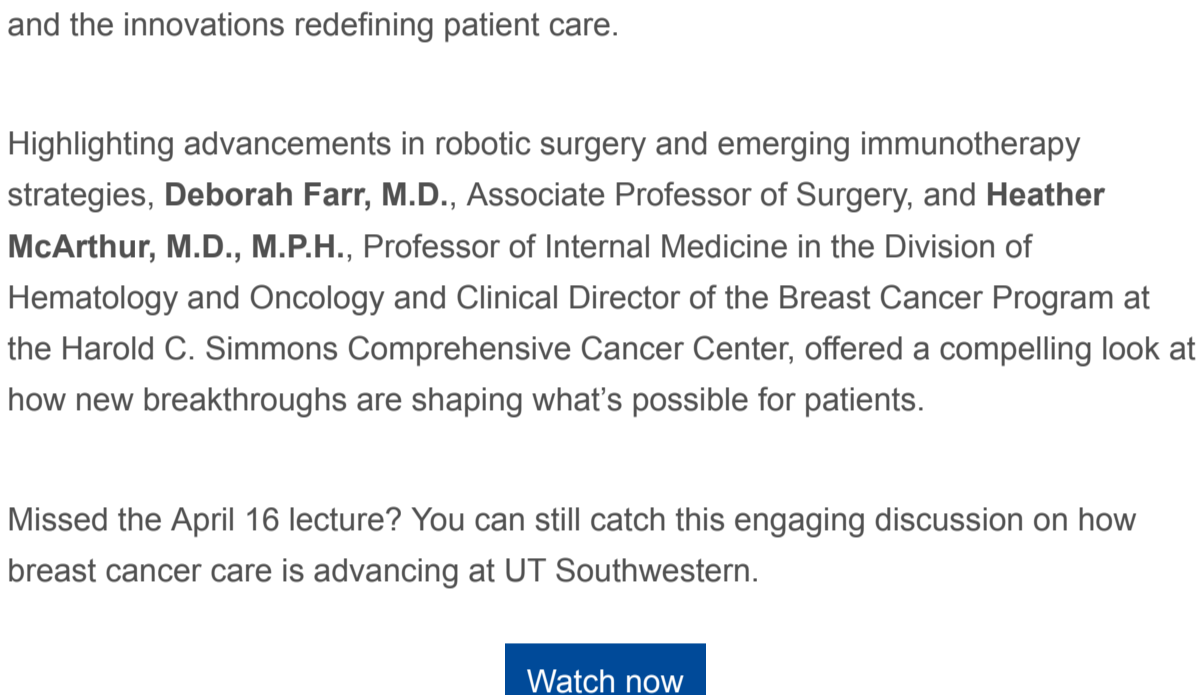 and the innovations redefining patient care.
Highlighting advancements in robotic surgery and emerging immunotherapy
strategies, Deborah Farr, M.D., Associate Professor of Surgery, and Heather
McArthur, M.D., M.P.H., Professor of Internal Medicine in the Division of
Hematology and Oncology and Clinical Director of the Breast Cancer Program at
the Harold C. Simmons Comprehensive Cancer Center, offered a compelling look at
how new breakthroughs are shaping what’s possible for patients.
Missed the April 16 lecture? You can still catch this engaging discussion on how
breast cancer care is advancing at UT Southwestern.
Watch now